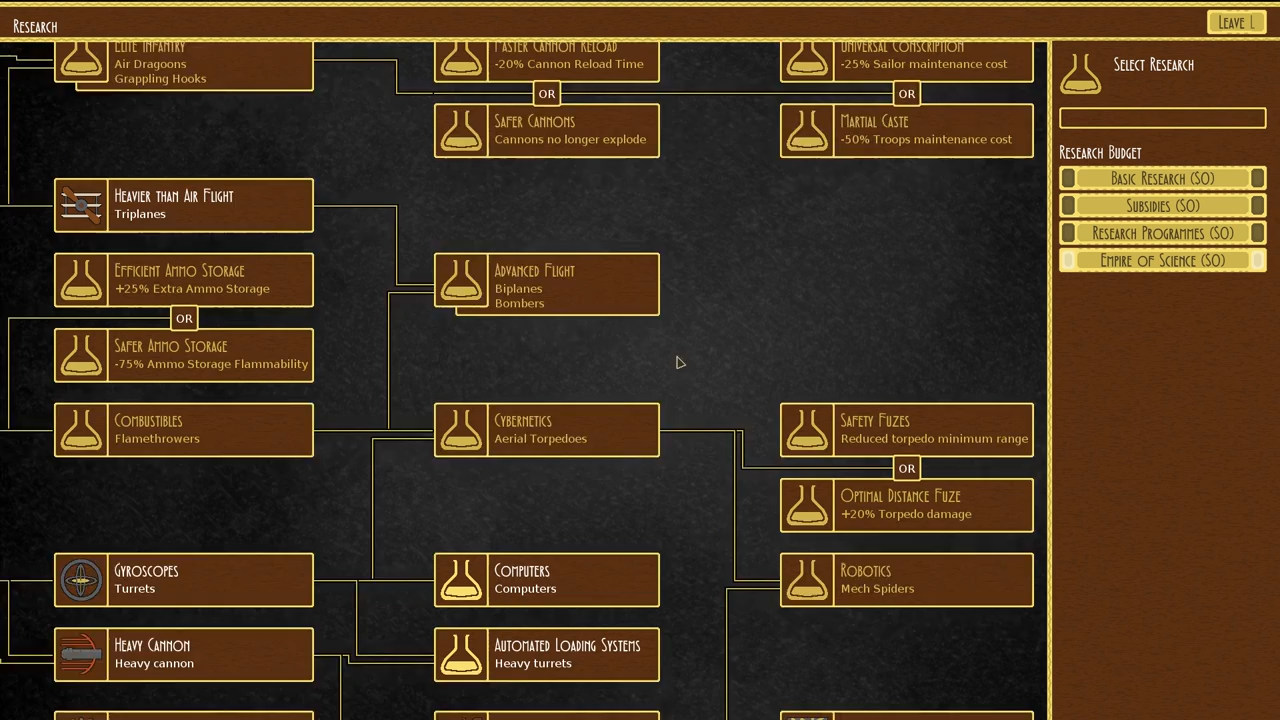 Research
Leave L
Elite Infantry
Air Dragoons
Grappling Hooks
Faster Cannon Reload
-20% Cannon Reload Time
Universal Conscription
-25% Sailor maintenance cost
OR
OR
Safer Cannons
Cannons no longer explode
Martial Caste
-50% Troops maintenance cost
Heavier than Air Flight
Triplanes
Efficient Ammo Storage
+25% Extra Ammo Storage
OR
Safer Ammo Storage
-75% Ammo Storage Flammability
Advanced Flight
Biplanes
Bombers
Combustibles
Flamethrowers
Cybernetics
Aerial Torpedoes
Safety Fuzes
Reduced torpedo minimum range
OR
Optimal Distance Fuze
+20% Torpedo damage
Gyroscopes
Turrets
Computers
Computers
Robotics
Mech Spiders
Heavy Cannon
Heavy cannon
Automated Loading Systems
Heavy turrets
Select Research
Research Budget
Basic Research ($0)
Subsidies ($0)
Research Programmes ($0)
Empire of Science ($0)